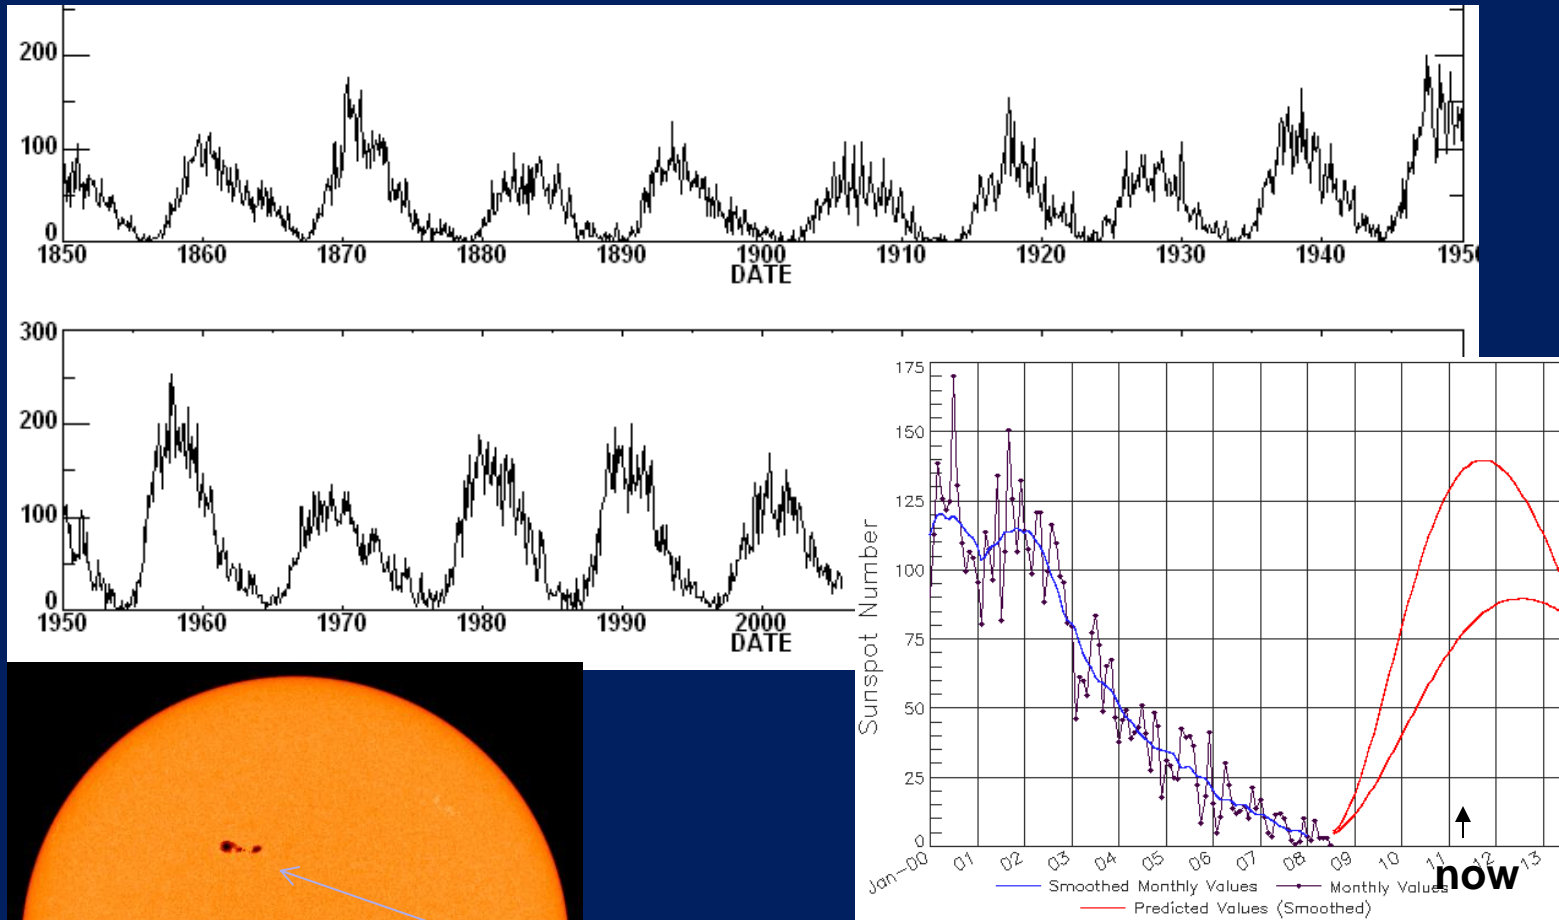 200
100
0
1850 1860 1870 1880 1890 1900 1910 1920 1930 1940 1950
DATE
300
200
100
0
1950 1960 1970 1980 1990 2000
DATE
Sunspot Number
175
150
125
100
75
50
25
0
Jan-00 01 02 03 04 05 06 07 08 09 10 11 12 13
now
Smoothed Monthly Values Monthly Values
Predicted Values (Smoothed)